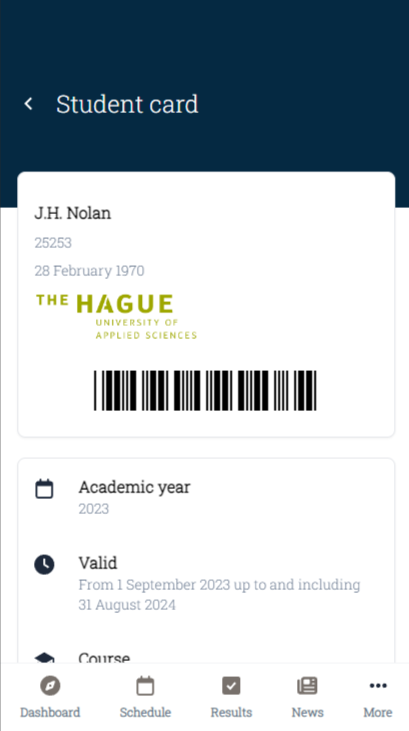 Student card
J.H. Nolan
25253
28 February 1970
THE HAGUE
UNIVERSITY OF
APPLIED SCIENCES
Academic year
2023
Valid
From 1 September 2023 up to and including
31 August 2024
Course
Dashboard Schedule Results News More